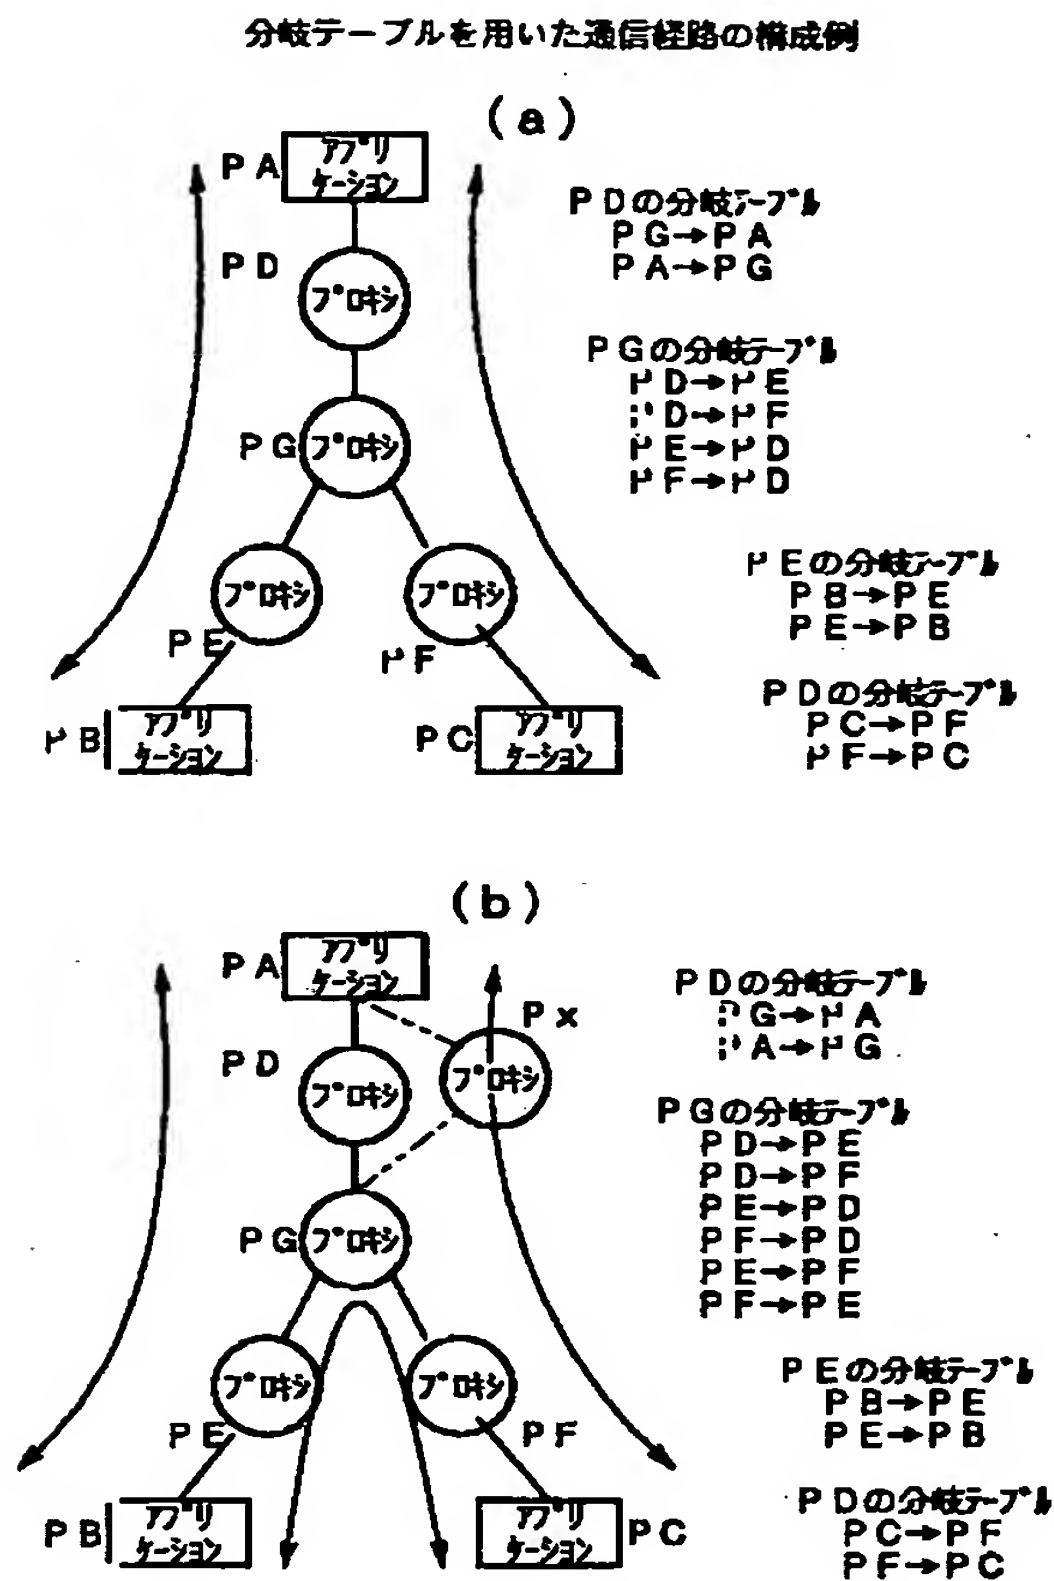 分岐テーブルを用いた通信経路の構成例
(a)
PA
アプリ
ケーション
PD
プロキシ
PG
プロキシ
プロキシ
プロキシ
PE
PF
PB
アプリ
ケーション
PC
アプリ
ケーション
PDの分岐テーブル
PG→PA
PA→PG
PGの分岐テーブル
PD→PE
PD→PF
PE→PD
PF→PD
PEの分岐テーブル
PB→PE
PE→PB
PDの分岐テーブル
PC→PF
PF→PC
(b)
PA
アプリ
ケーション
Px
PD
プロキシ
プロキシ
PG
プロキシ
プロキシ
プロキシ
PE
PF
PB
アプリ
ケーション
アプリ
ケーション
PC
PDの分岐テーブル
PG→PA
PA→PG
PGの分岐テーブル
PD→PE
PD→PF
PE→PD
PF→PD
PE→PF
PF→PE
PEの分岐テーブル
PB→PE
PE→PB
PDの分岐テーブル
PC→PF
PF→PC